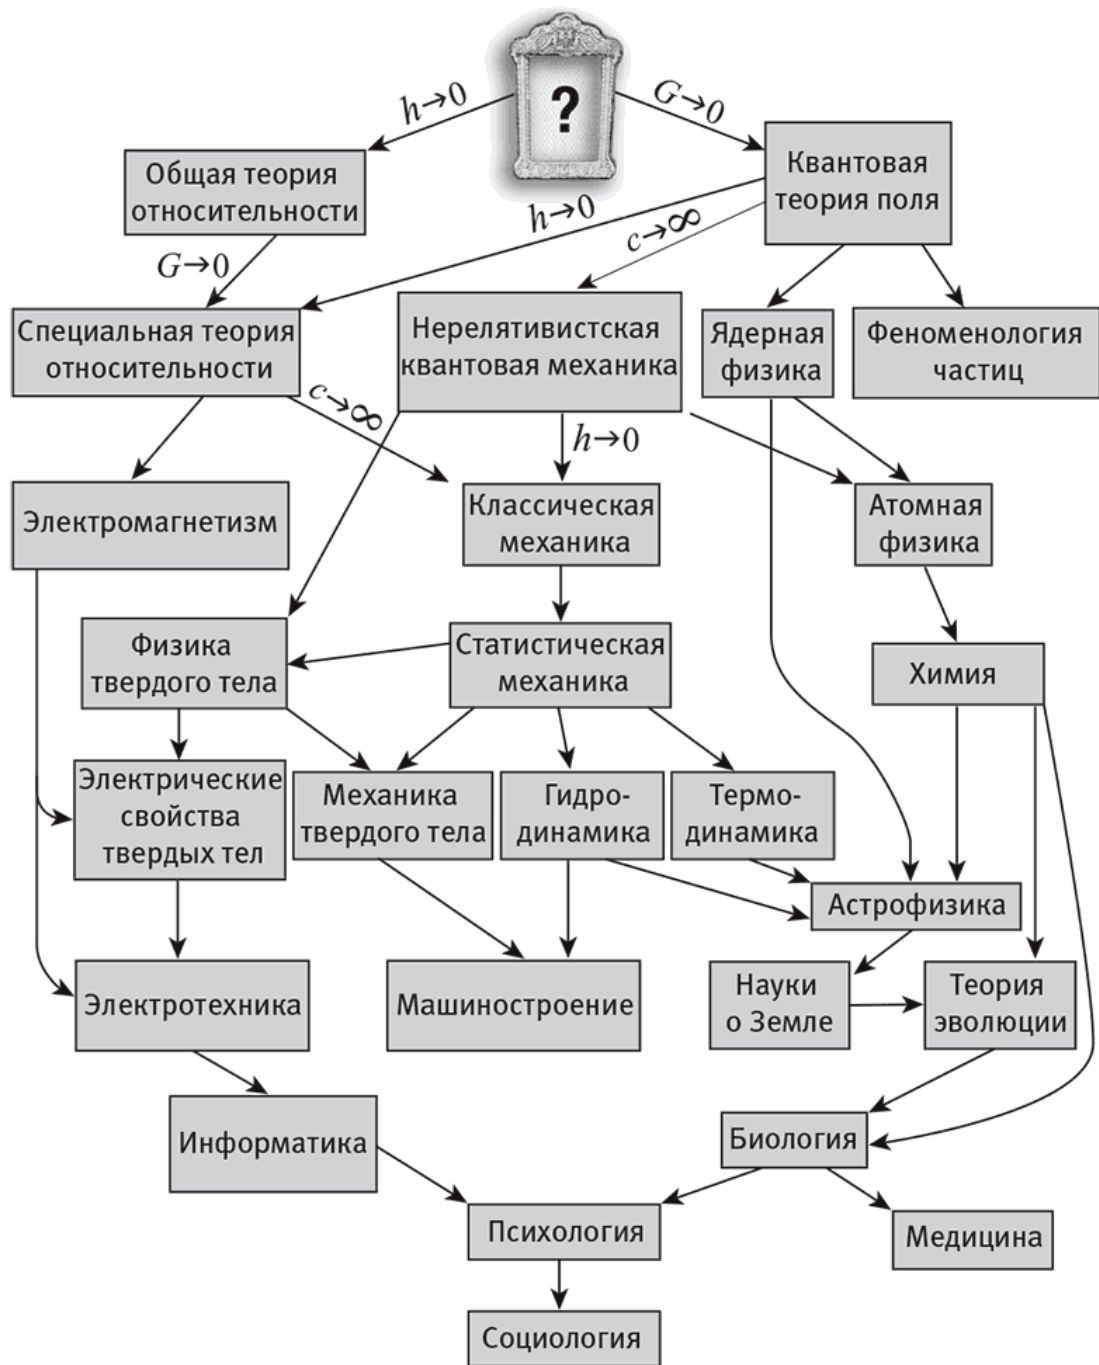 ?
h→0
G→0
Общая теория
относительности
Квантовая
теория поля
h→0
c→∞
G→0
Специальная теория
относительности
Нерелятивистская
квантовая механика
Ядерная
физика
Феноменология
частиц
c→∞
h→0
Электромагнетизм
Классическая
механика
Атомная
физика
Физика
твердого тела
Статистическая
механика
Химия
Электрические
свойства
твердых тел
Механика
твердого тела
Гидро-
динамика
Термо-
динамика
Астрофизика
Электротехника
Машиностроение
Науки
о Земле
Теория
эволюции
Информатика
Биология
Психология
Медицина
Социология